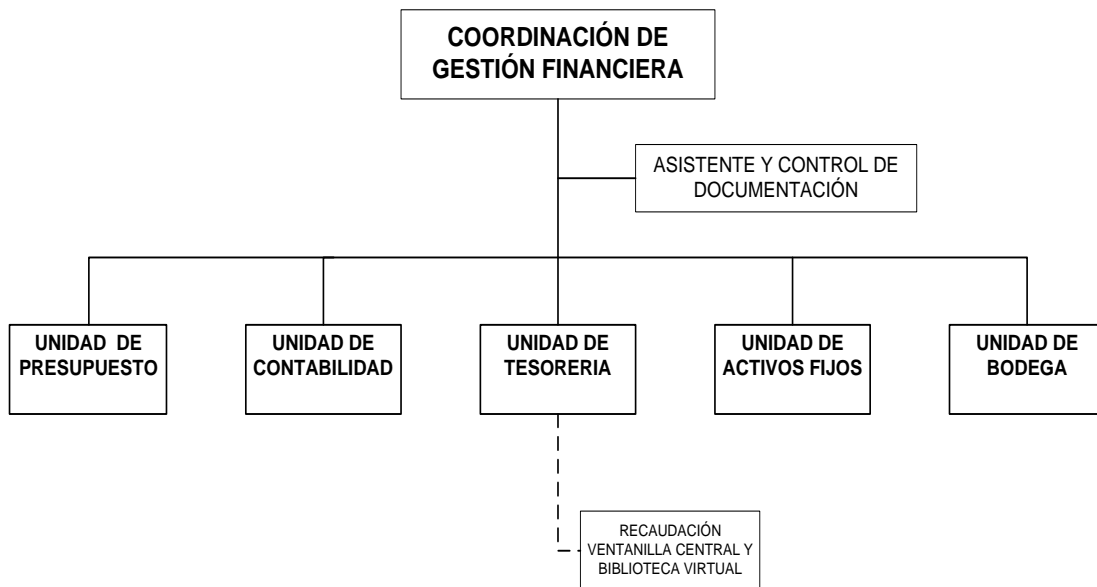 COORDINACIÓN DE
GESTIÓN FINANCIERA
ASISTENTE Y CONTROL DE
DOCUMENTACIÓN
UNIDAD DE
PRESUPUESTO
UNIDAD DE
CONTABILIDAD
UNIDAD DE
TESORERIA
UNIDAD DE
ACTIVOS FIJOS
UNIDAD DE
BODEGA
RECAUDACIÓN
VENTANILLA CENTRAL Y
BIBLIOTECA VIRTUAL